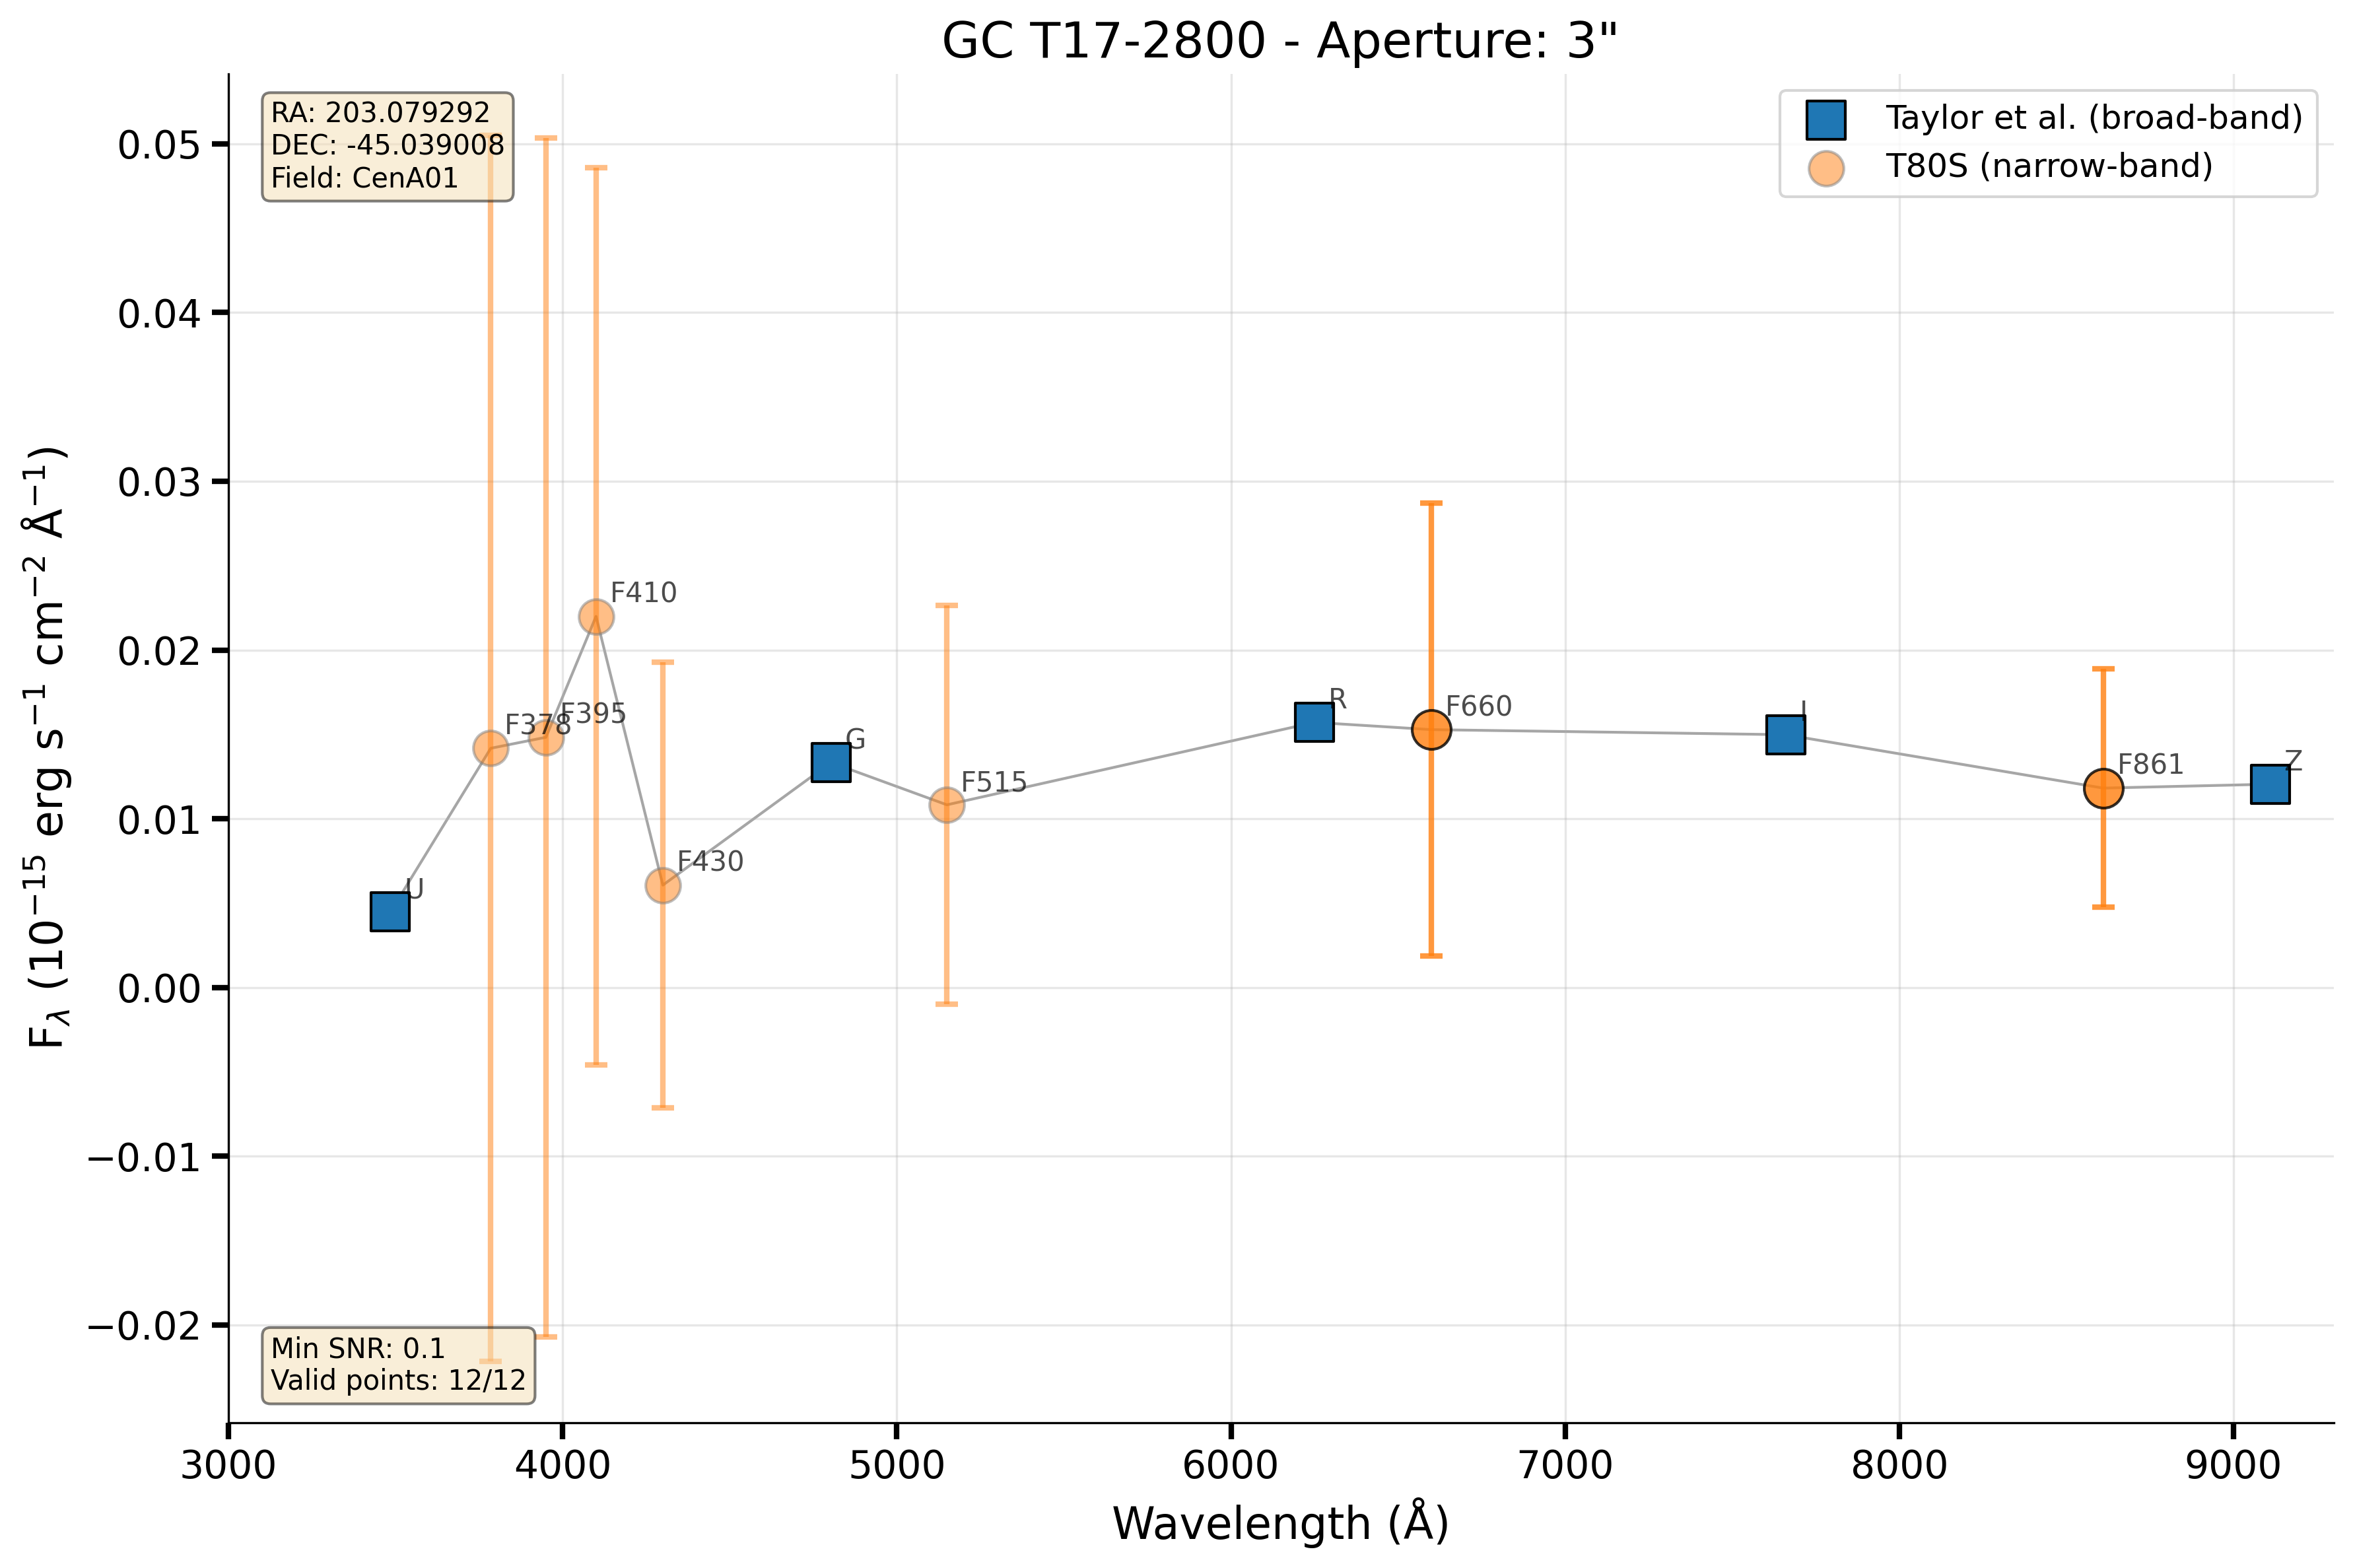 GC T17-2800 - Aperture: 3"
RA: 203.079292
DEC: -45.039008
Field: CenA01
Taylor et al. (broad-band)
T80S (narrow-band)
0.05
0.04
0.03
0.02
0.01
0.00
−0.01
−0.02
F_λ (10⁻¹⁵ erg s⁻¹ cm⁻² Å⁻¹)
U
F378
F395
F410
F430
G
F515
R
F660
I
F861
Z
Min SNR: 0.1
Valid points: 12/12
3000 4000 5000 6000 7000 8000 9000
Wavelength (Å)